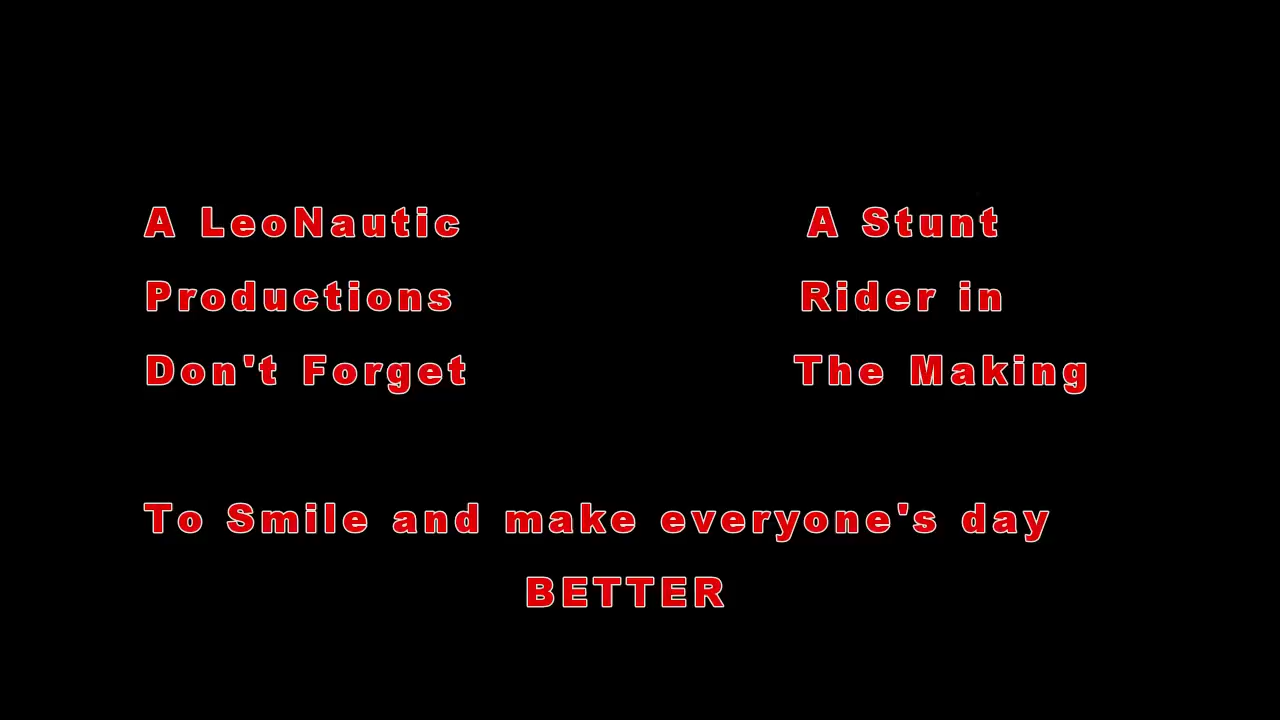 A LeoNautic
Productions
Don't Forget
A Stunt
Rider in
The Making
To Smile and make everyone's day
BETTER